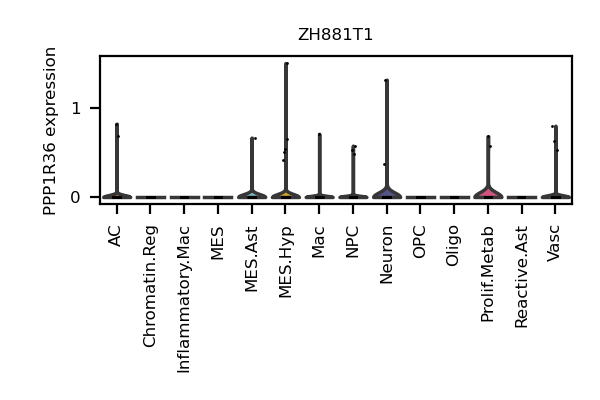 ZH881T1
PPP1R36 expression
1
0
AC
Chromatin.Reg
Inflammatory.Mac
MES
MES.Ast
MES.Hyp
Mac
NPC
Neuron
OPC
Oligo
Prolif.Metab
Reactive.Ast
Vasc